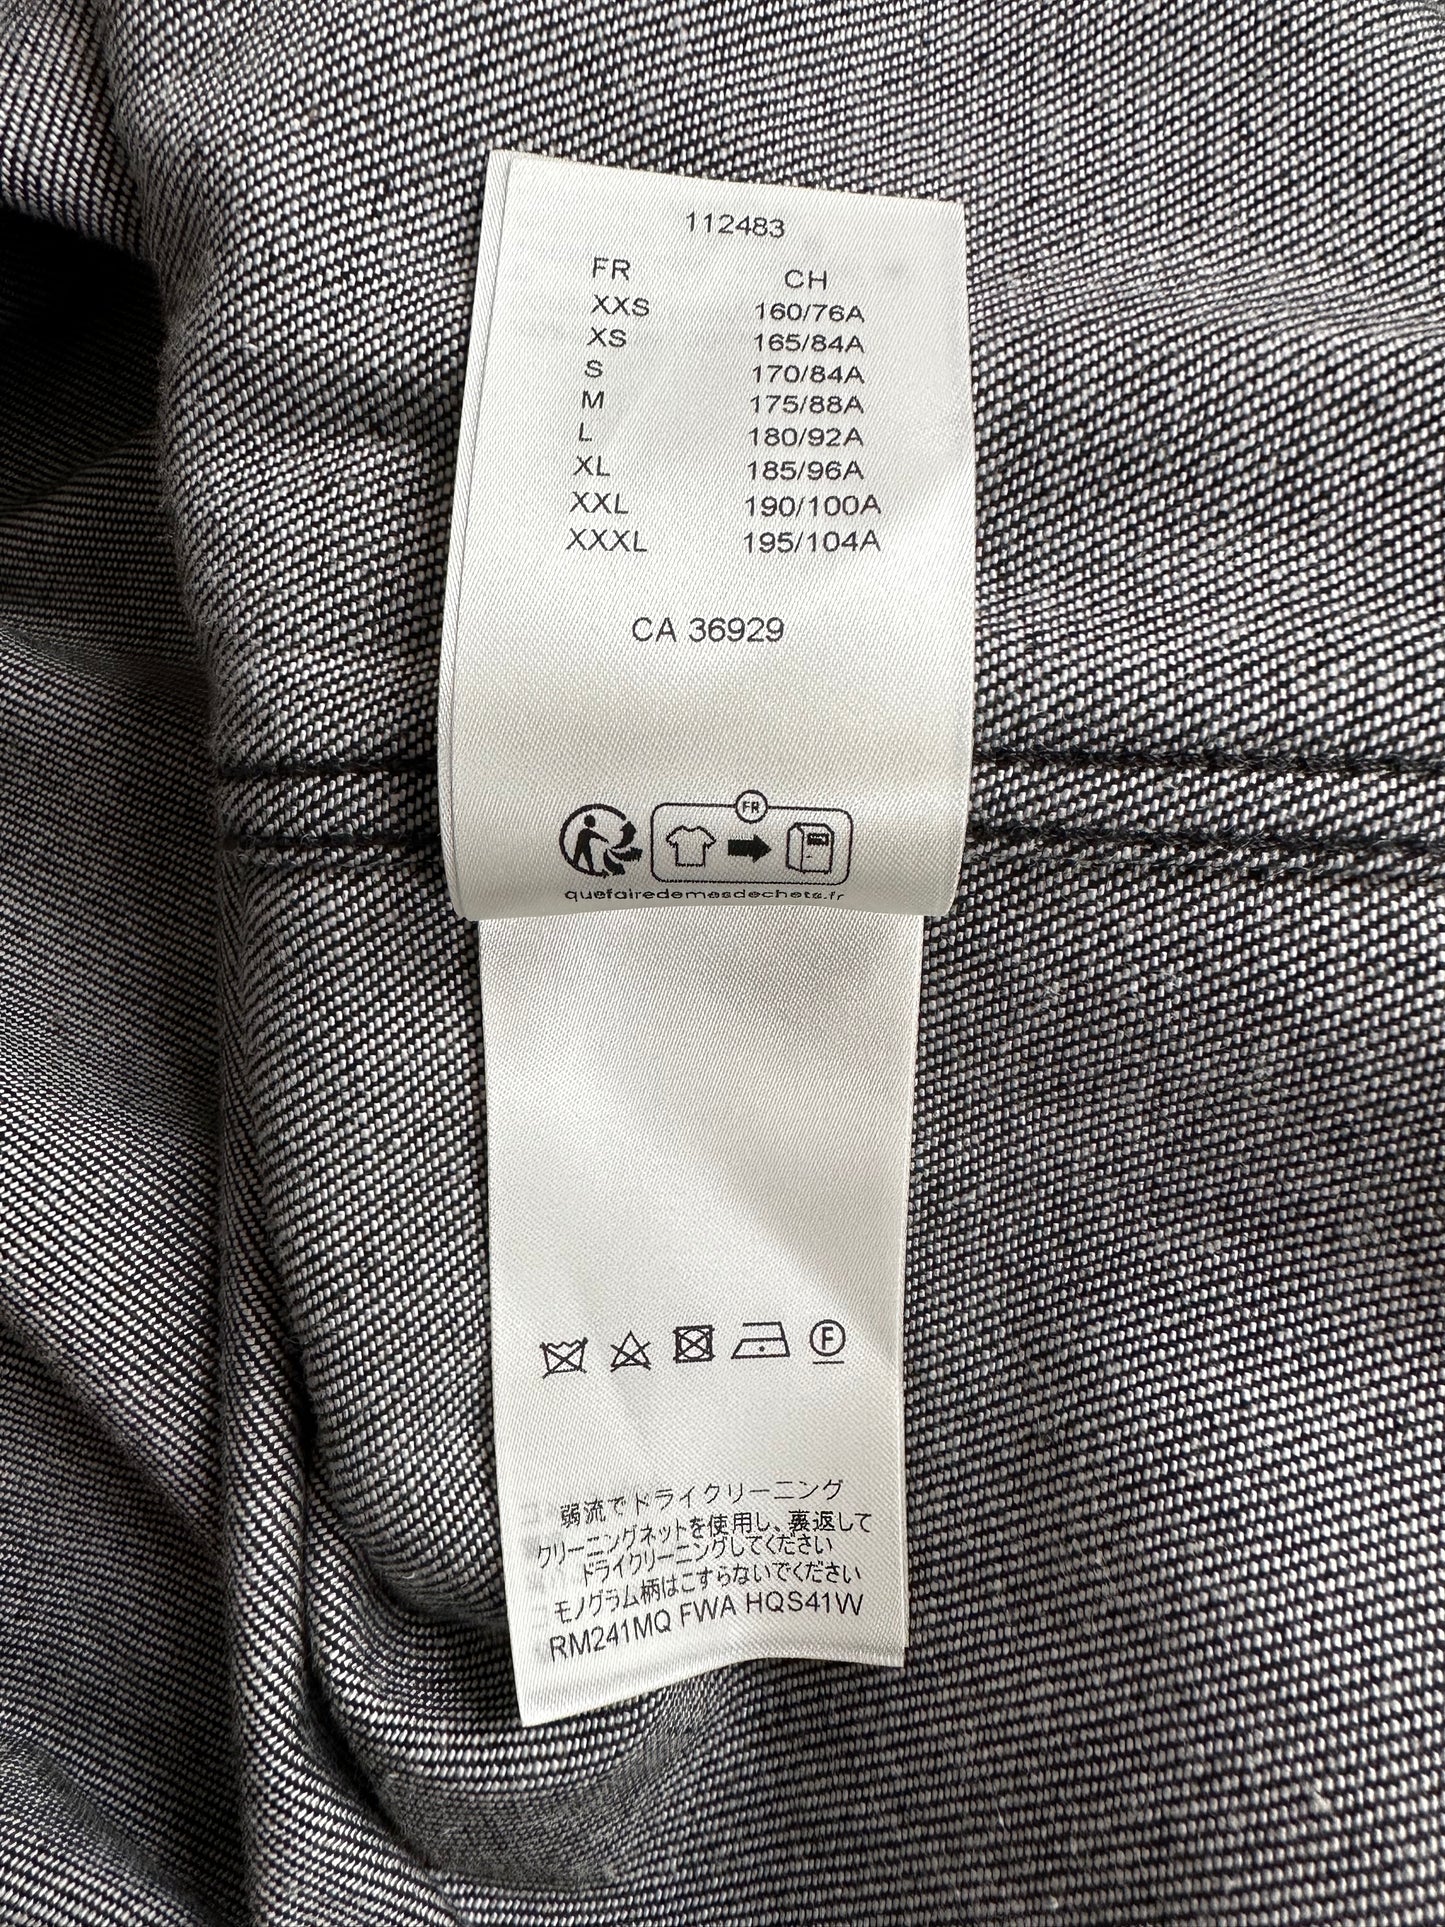 112483
FR CH
XXS 160/76A
XS 165/84A
S 170/84A
M 175/88A
L 180/92A
XL 185/96A
XXL 190/100A
XXXL 195/104A
CA 36929
FR
quefairedemesdechets.fr
F
弱流でドライクリーニング
クリーニングネットを使用し、裏返して
ドライクリーニングしてください
モノグラム柄はこすらないでください
RM241MQ FWA HQS41W